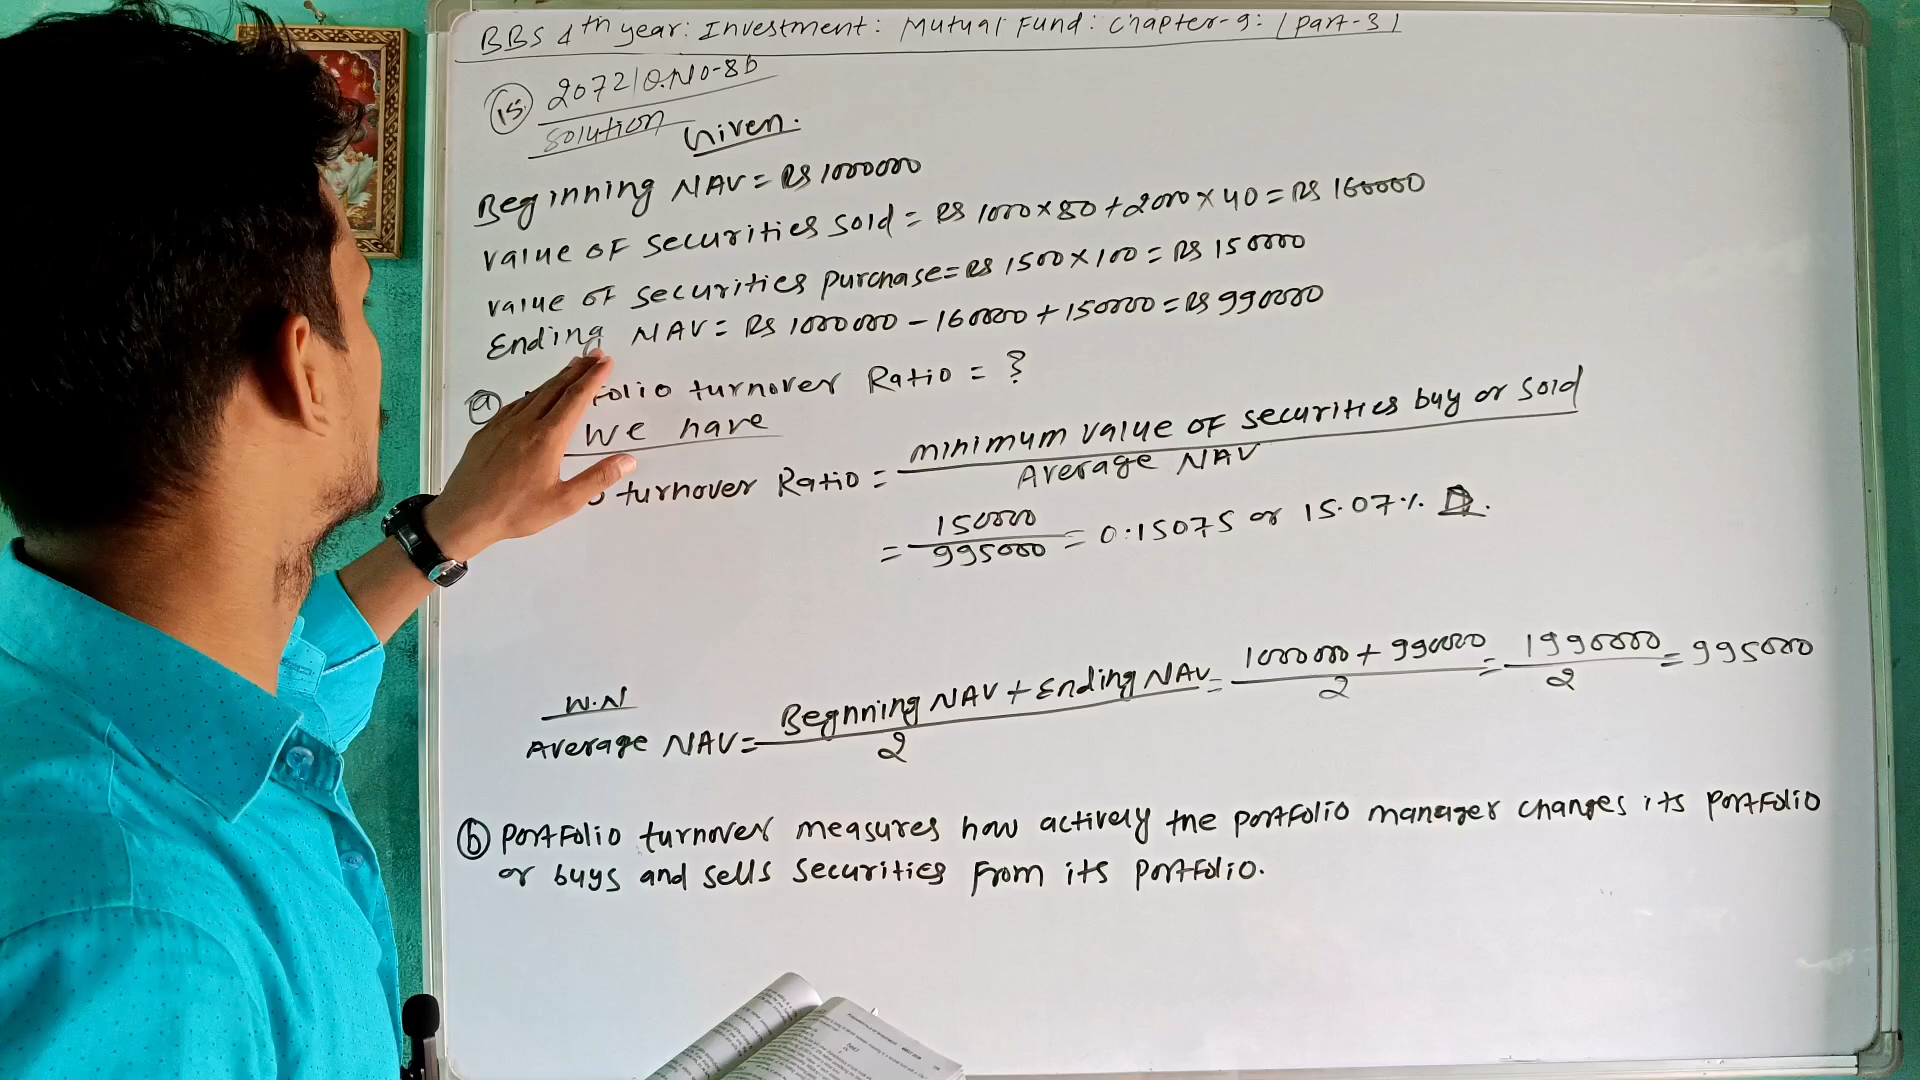 BBS 4th year: Investment: Mutual Fund: Chapter-9: (Part-3)
15. 2072/Q.NO-8b
Solution Given.
Beginning NAV = RS 1000000
value of securities sold = RS 1000 x 80 + 2000 x 40 = RS 160000
value of securities purchase = RS 1500 x 100 = RS 150000
Ending NAV = RS 1000000 - 160000 + 150000 = RS 990000
a folio turnover Ratio = ?
We have
o turnover Ratio = minimum value of securities buy or sold
Average NAV
= 150000
995000
= 0.15075 or 15.07%.
W.N
Average NAV = Begnning NAV + Ending NAV
2
= 1000000 + 990000
2
= 1990000
2
= 995000
b Portfolio turnover measures how actively the portfolio manager changes its portfolio
or buys and sells securities from its portfolio.